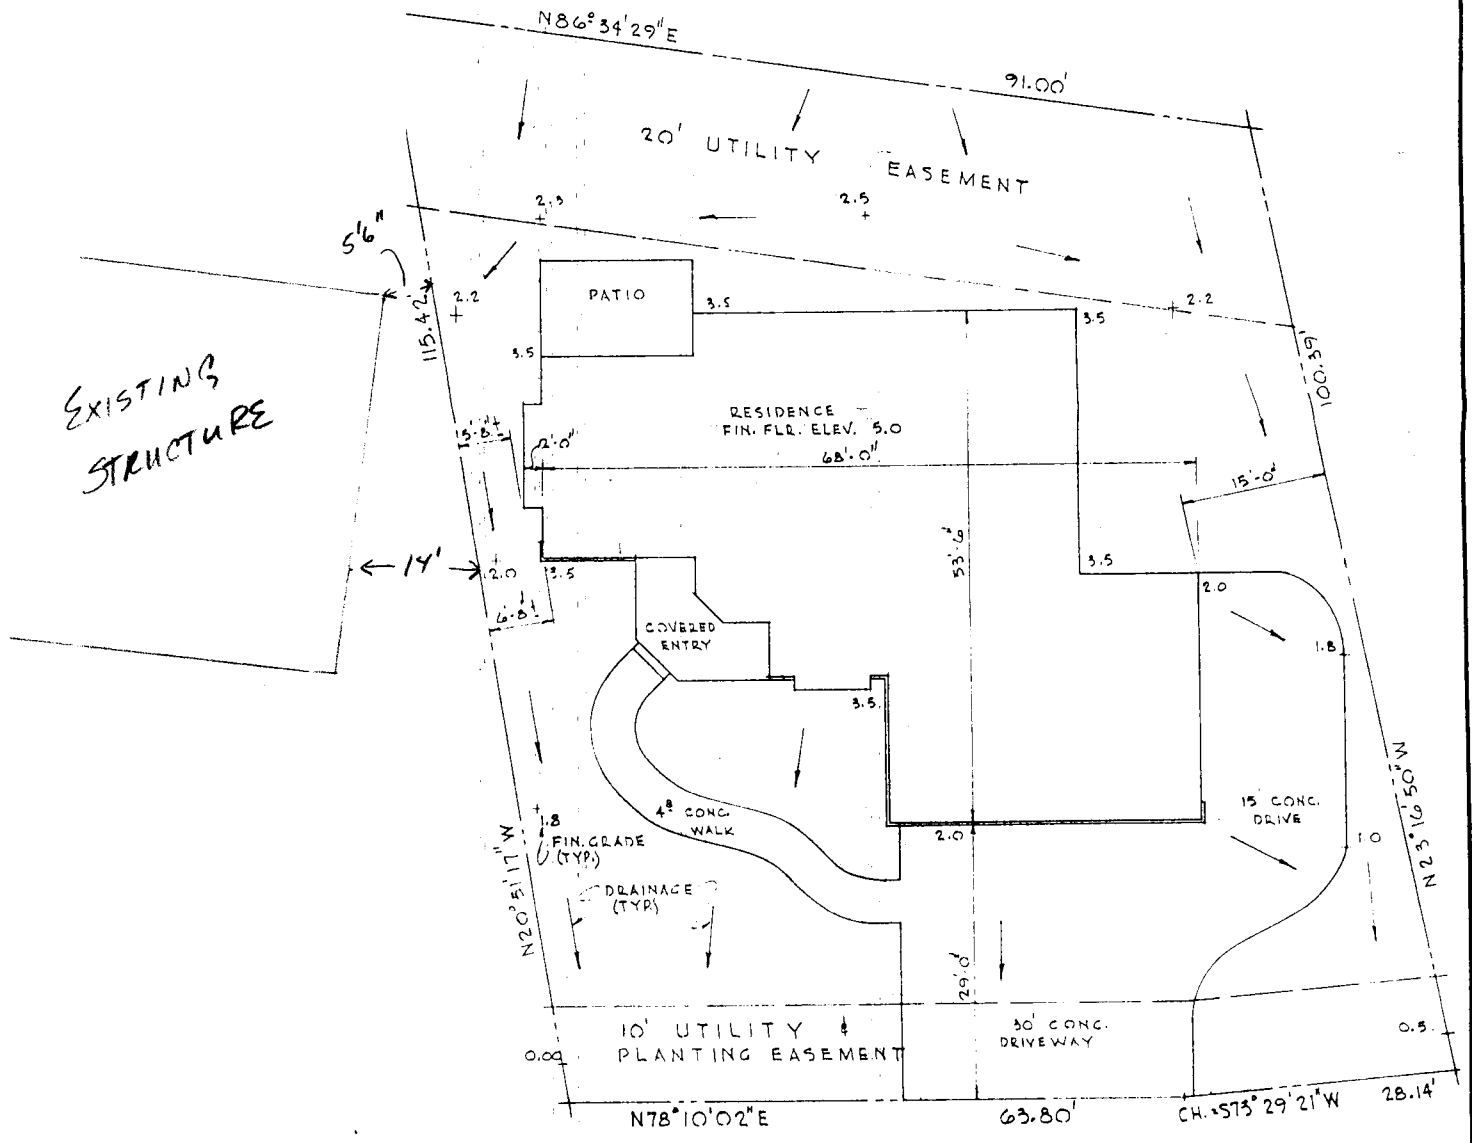 N86°34'29"E
91.00'
20' UTILITY EASEMENT
2.3
2.5
5'6"
2.2
115.42'
PATIO
3.5
3.5
2.2
3.5
100.39'
EXISTING
STRUCTURE
RESIDENCE
FIN. FLR. ELEV. 5.0
5'-8"±
2'-0"
68'-0"
15'-0"
53'-6"
14'
2.0
3.5
3.5
2.0
6'-8"±
COVERED
ENTRY
1.8
3.5
N23°16'50"W
4' CONC.
WALK
15' CONC.
DRIVE
1.8
FIN. GRADE
(TYP.)
2.0
1.0
N20°51'17"W
DRAINAGE
(TYP.)
29'-0"
10' UTILITY &
PLANTING EASEMENT
30' CONC.
DRIVEWAY
0.5
0.00
N78°10'02"E
63.80'
CH.=S73°29'21"W
28.14'